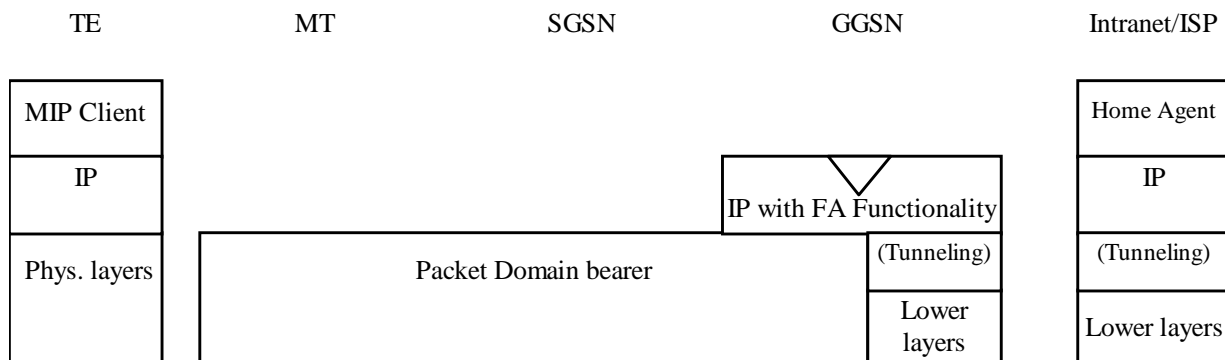 TE MT SGSN GGSN Intranet/ISP
MIP Client Home Agent
IP IP
IP with FA Functionality
Phys. layers Packet Domain bearer (Tunneling) (Tunneling)
Lower
layers
Lower layers